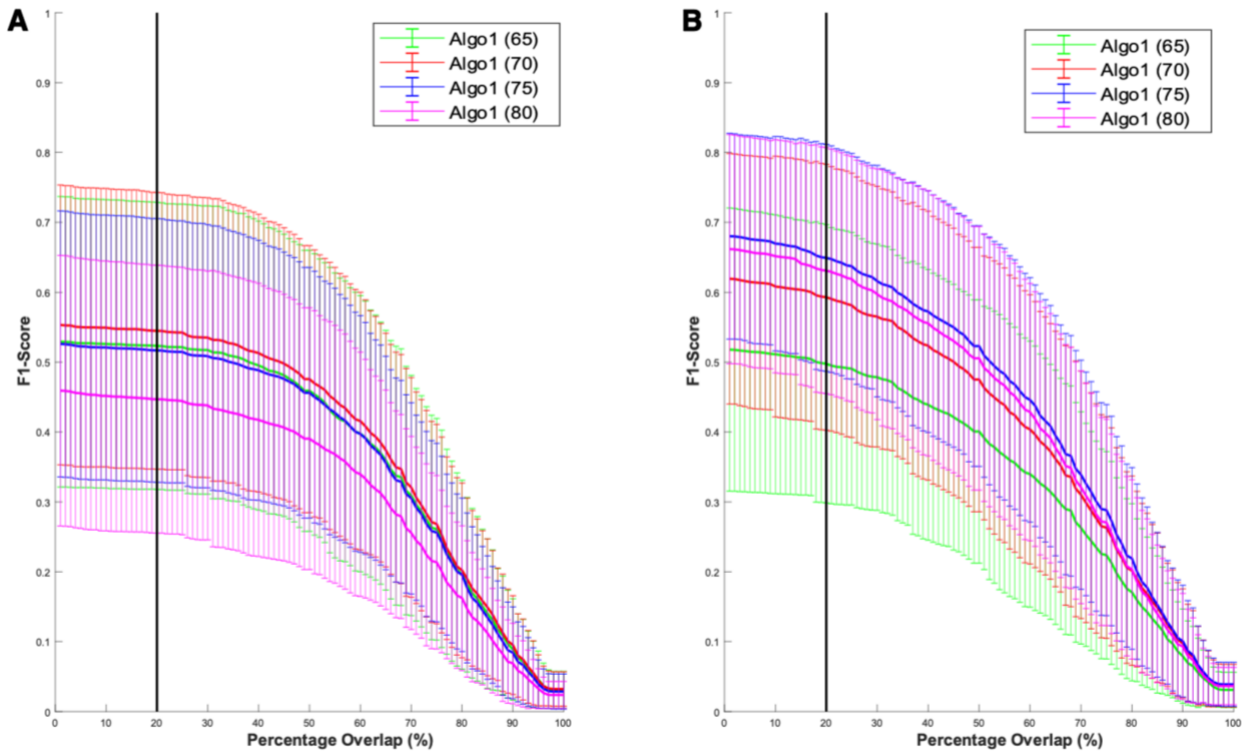 A
Algo1 (65)
Algo1 (70)
Algo1 (75)
Algo1 (80)
1
0.9
0.8
0.7
0.6
0.5
0.4
0.3
0.2
0.1
0
F1-Score
0 10 20 30 40 50 60 70 80 90 100
Percentage Overlap (%)
B
Algo1 (65)
Algo1 (70)
Algo1 (75)
Algo1 (80)
1
0.9
0.8
0.7
0.6
0.5
0.4
0.3
0.2
0.1
0
F1-Score
0 10 20 30 40 50 60 70 80 90 100
Percentage Overlap (%)